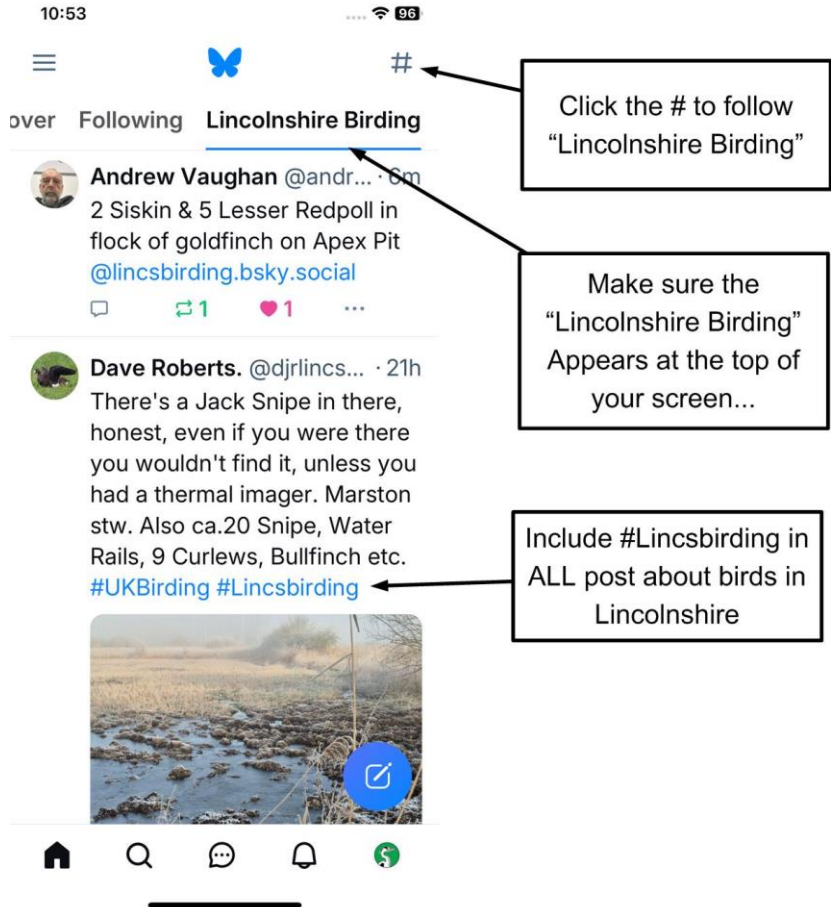 10:53
96
#
over Following Lincolnshire Birding
Andrew Vaughan @andr... · 6m
2 Siskin & 5 Lesser Redpoll in
flock of goldfinch on Apex Pit
@lincsbirding.bsky.social
1 1 ...
Dave Roberts. @djrlincs... · 21h
There's a Jack Snipe in there,
honest, even if you were there
you wouldn't find it, unless you
had a thermal imager. Marston
stw. Also ca.20 Snipe, Water
Rails, 9 Curlews, Bullfinch etc.
#UKBirding #Lincsbirding
Click the # to follow
“Lincolnshire Birding”
Make sure the
“Lincolnshire Birding”
Appears at the top of
your screen...
Include #Lincsbirding in
ALL post about birds in
Lincolnshire